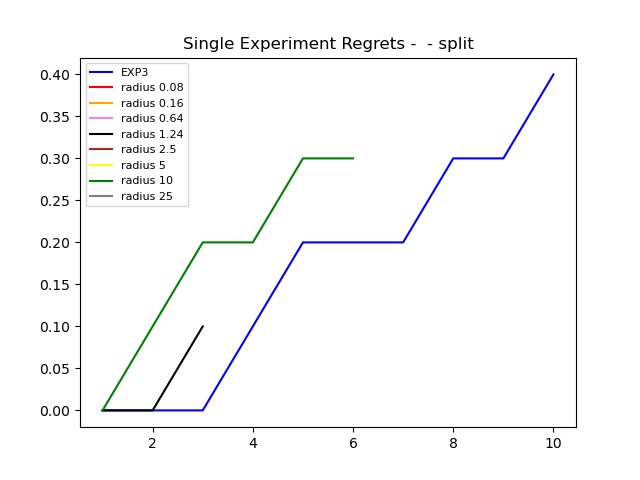 Single Experiment Regrets -  - split
EXP3
radius 0.08
radius 0.16
radius 0.64
radius 1.24
radius 2.5
radius 5
radius 10
radius 25
0.40
0.35
0.30
0.25
0.20
0.15
0.10
0.05
0.00
2 4 6 8 10